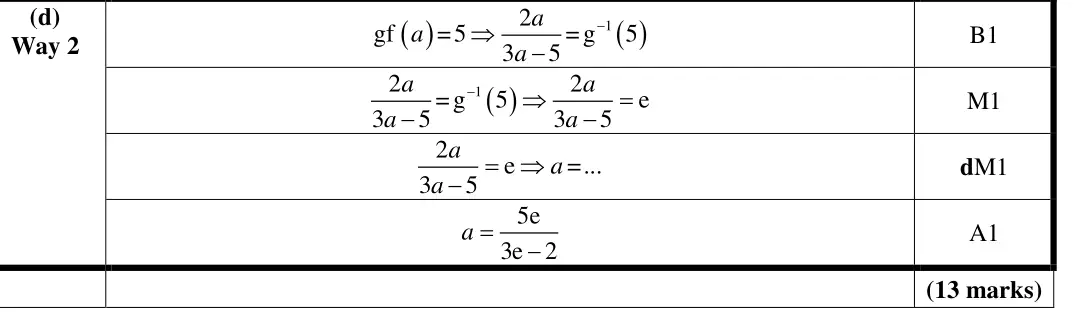 (d)
Way 2
gf (a)=5 ⇒ 2a/(3a−5) = g⁻¹(5) B1
2a/(3a−5) = g⁻¹(5) ⇒ 2a/(3a−5) = e M1
2a/(3a−5) = e ⇒ a=... dM1
a = 5e/(3e−2) A1
(13 marks)